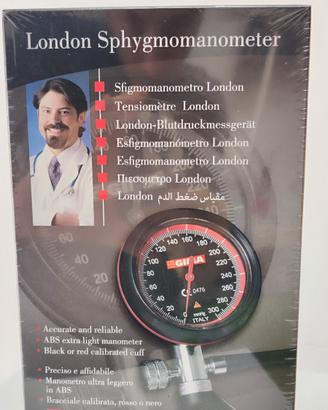 London Sphygmomanometer
Sfigmomanometro London
Tensiomètre London
London-Blutdruckmessgerät
Esfigmomanómetro London
Esfigmomanometro London
Πιεσομετρο London
London مقياس ضغط الدم
GIMA
CE 0476
mmHg
ITALY
0 20 40 60 80 100 120 140 160 180 200 220 240 260 280 300
Accurate and reliable
ABS extra light manometer
Black or red calibrated cuff
Preciso e affidabile
Manometro ultra leggero
in ABS
Bracciale calibrato, rosso o nero